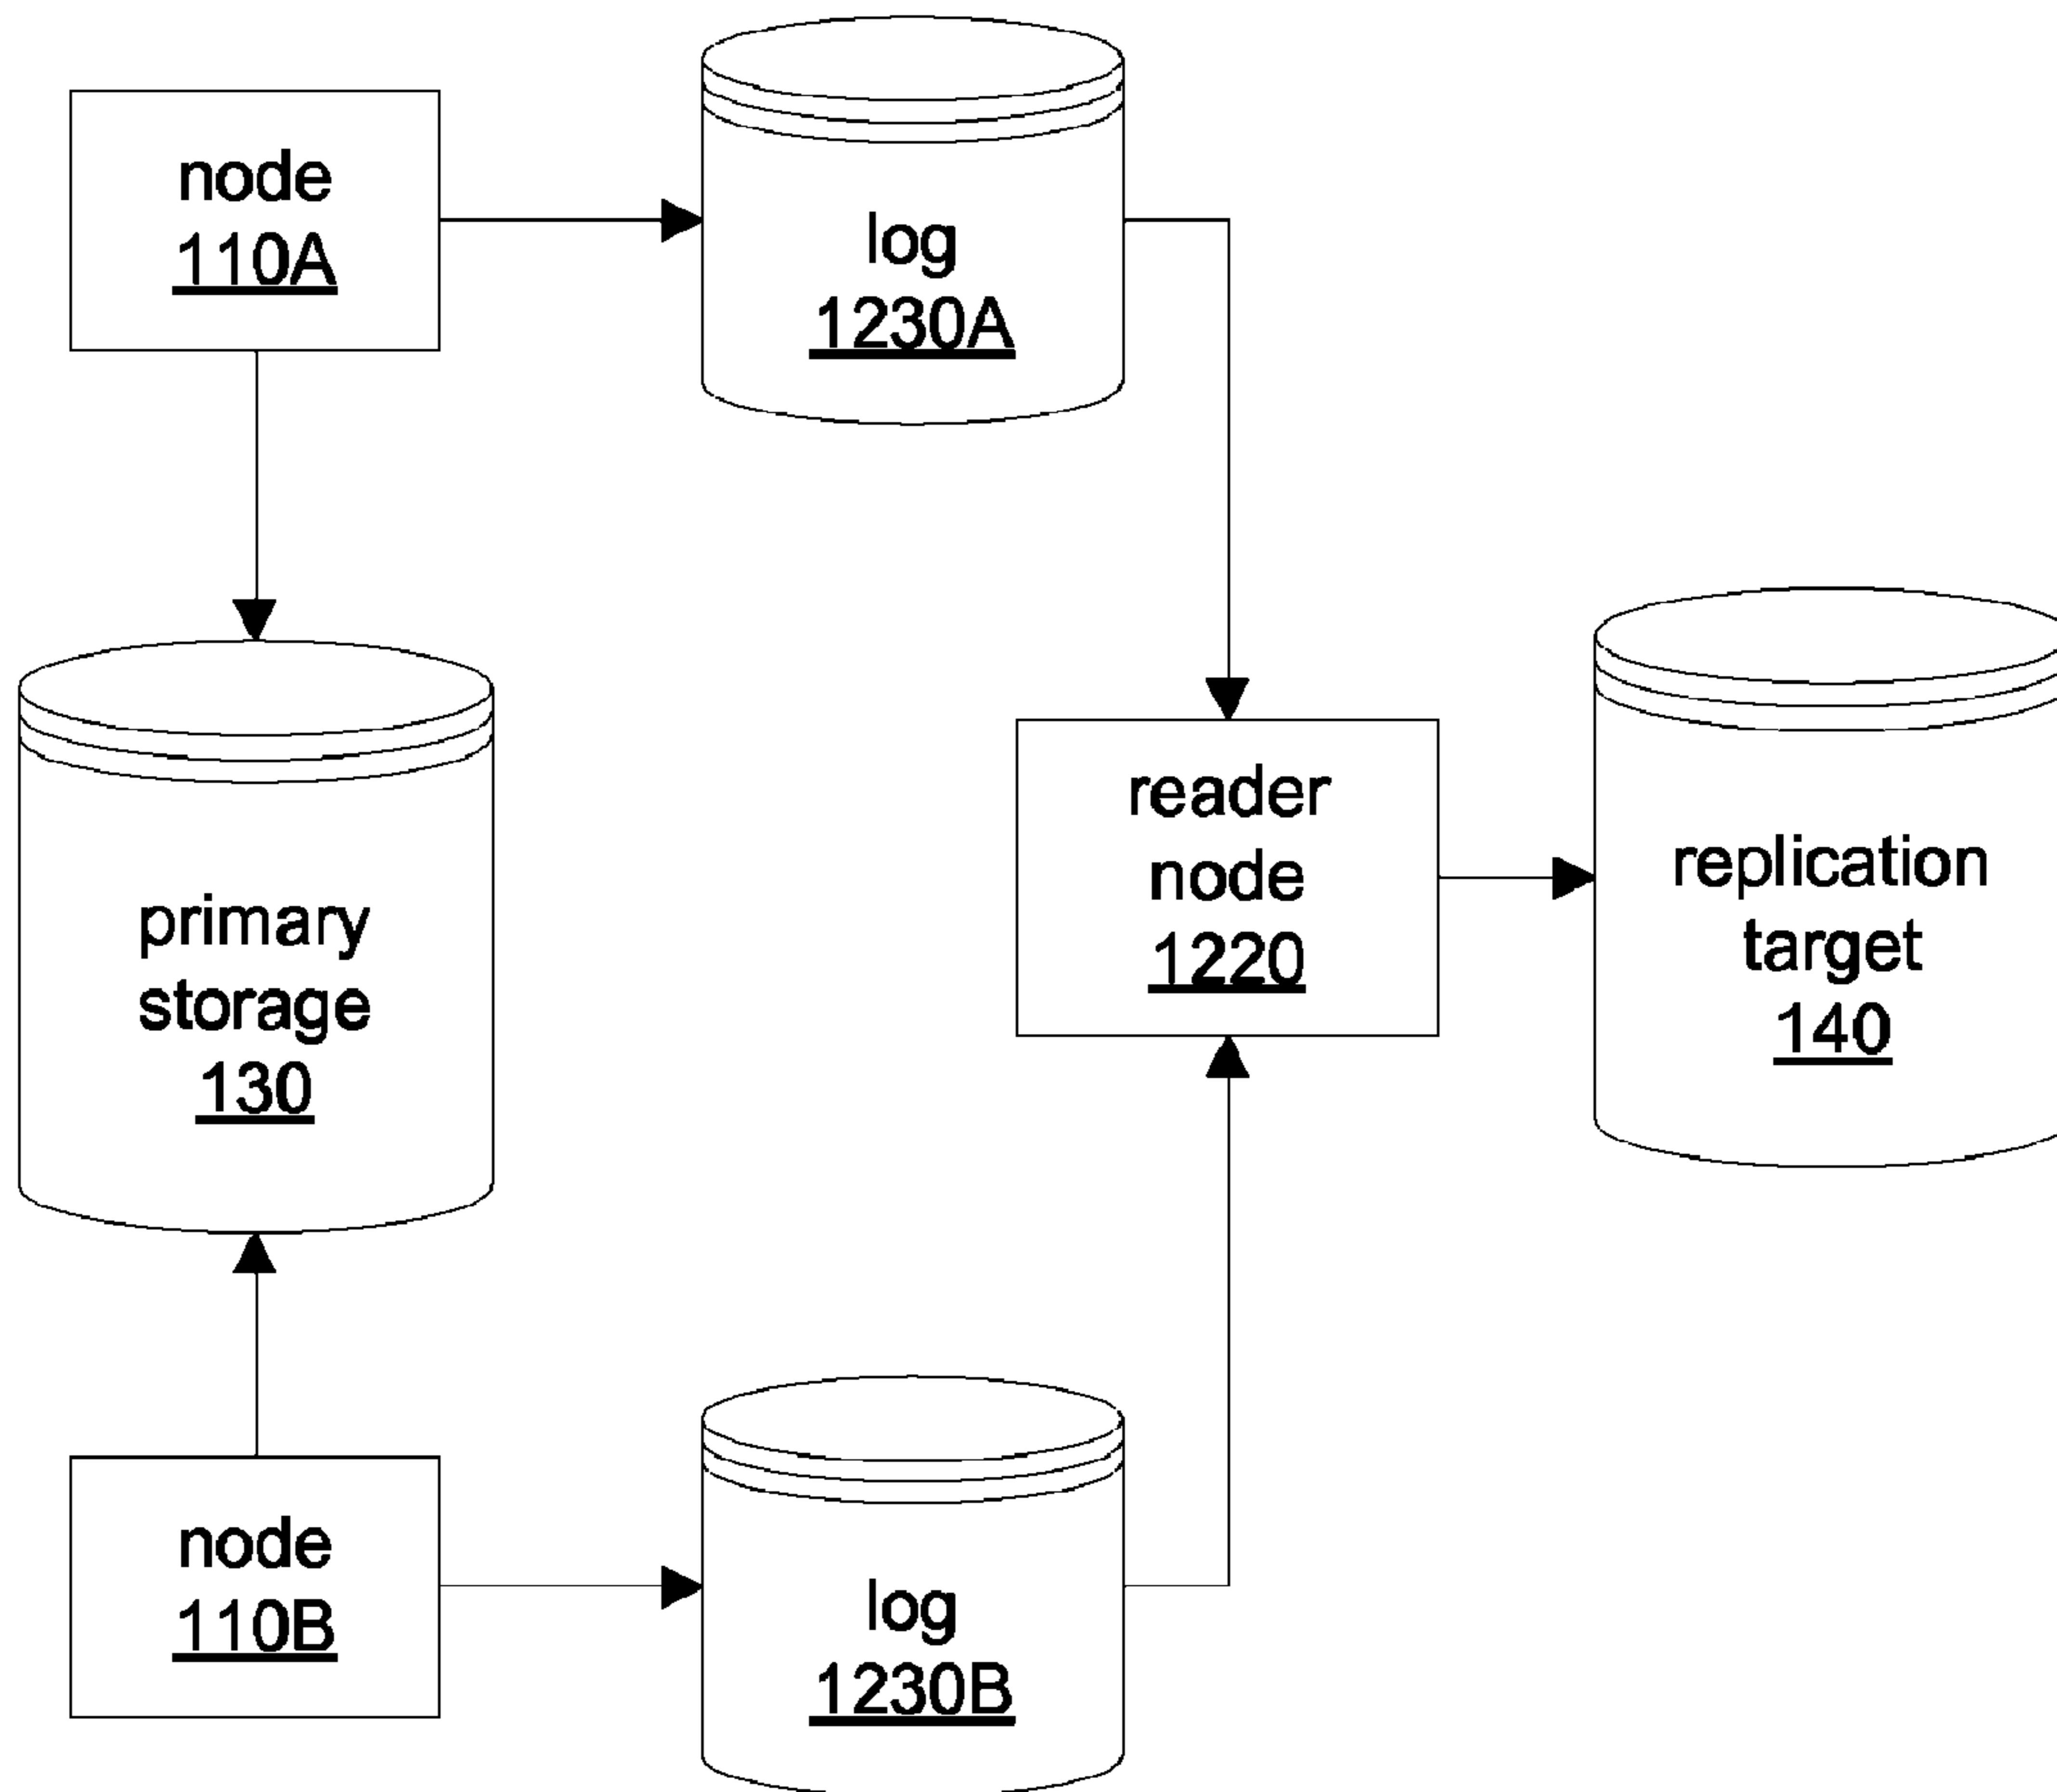 node
110A
log
1230A
primary
storage
130
reader
node
1220
replication
target
140
node
110B
log
1230B